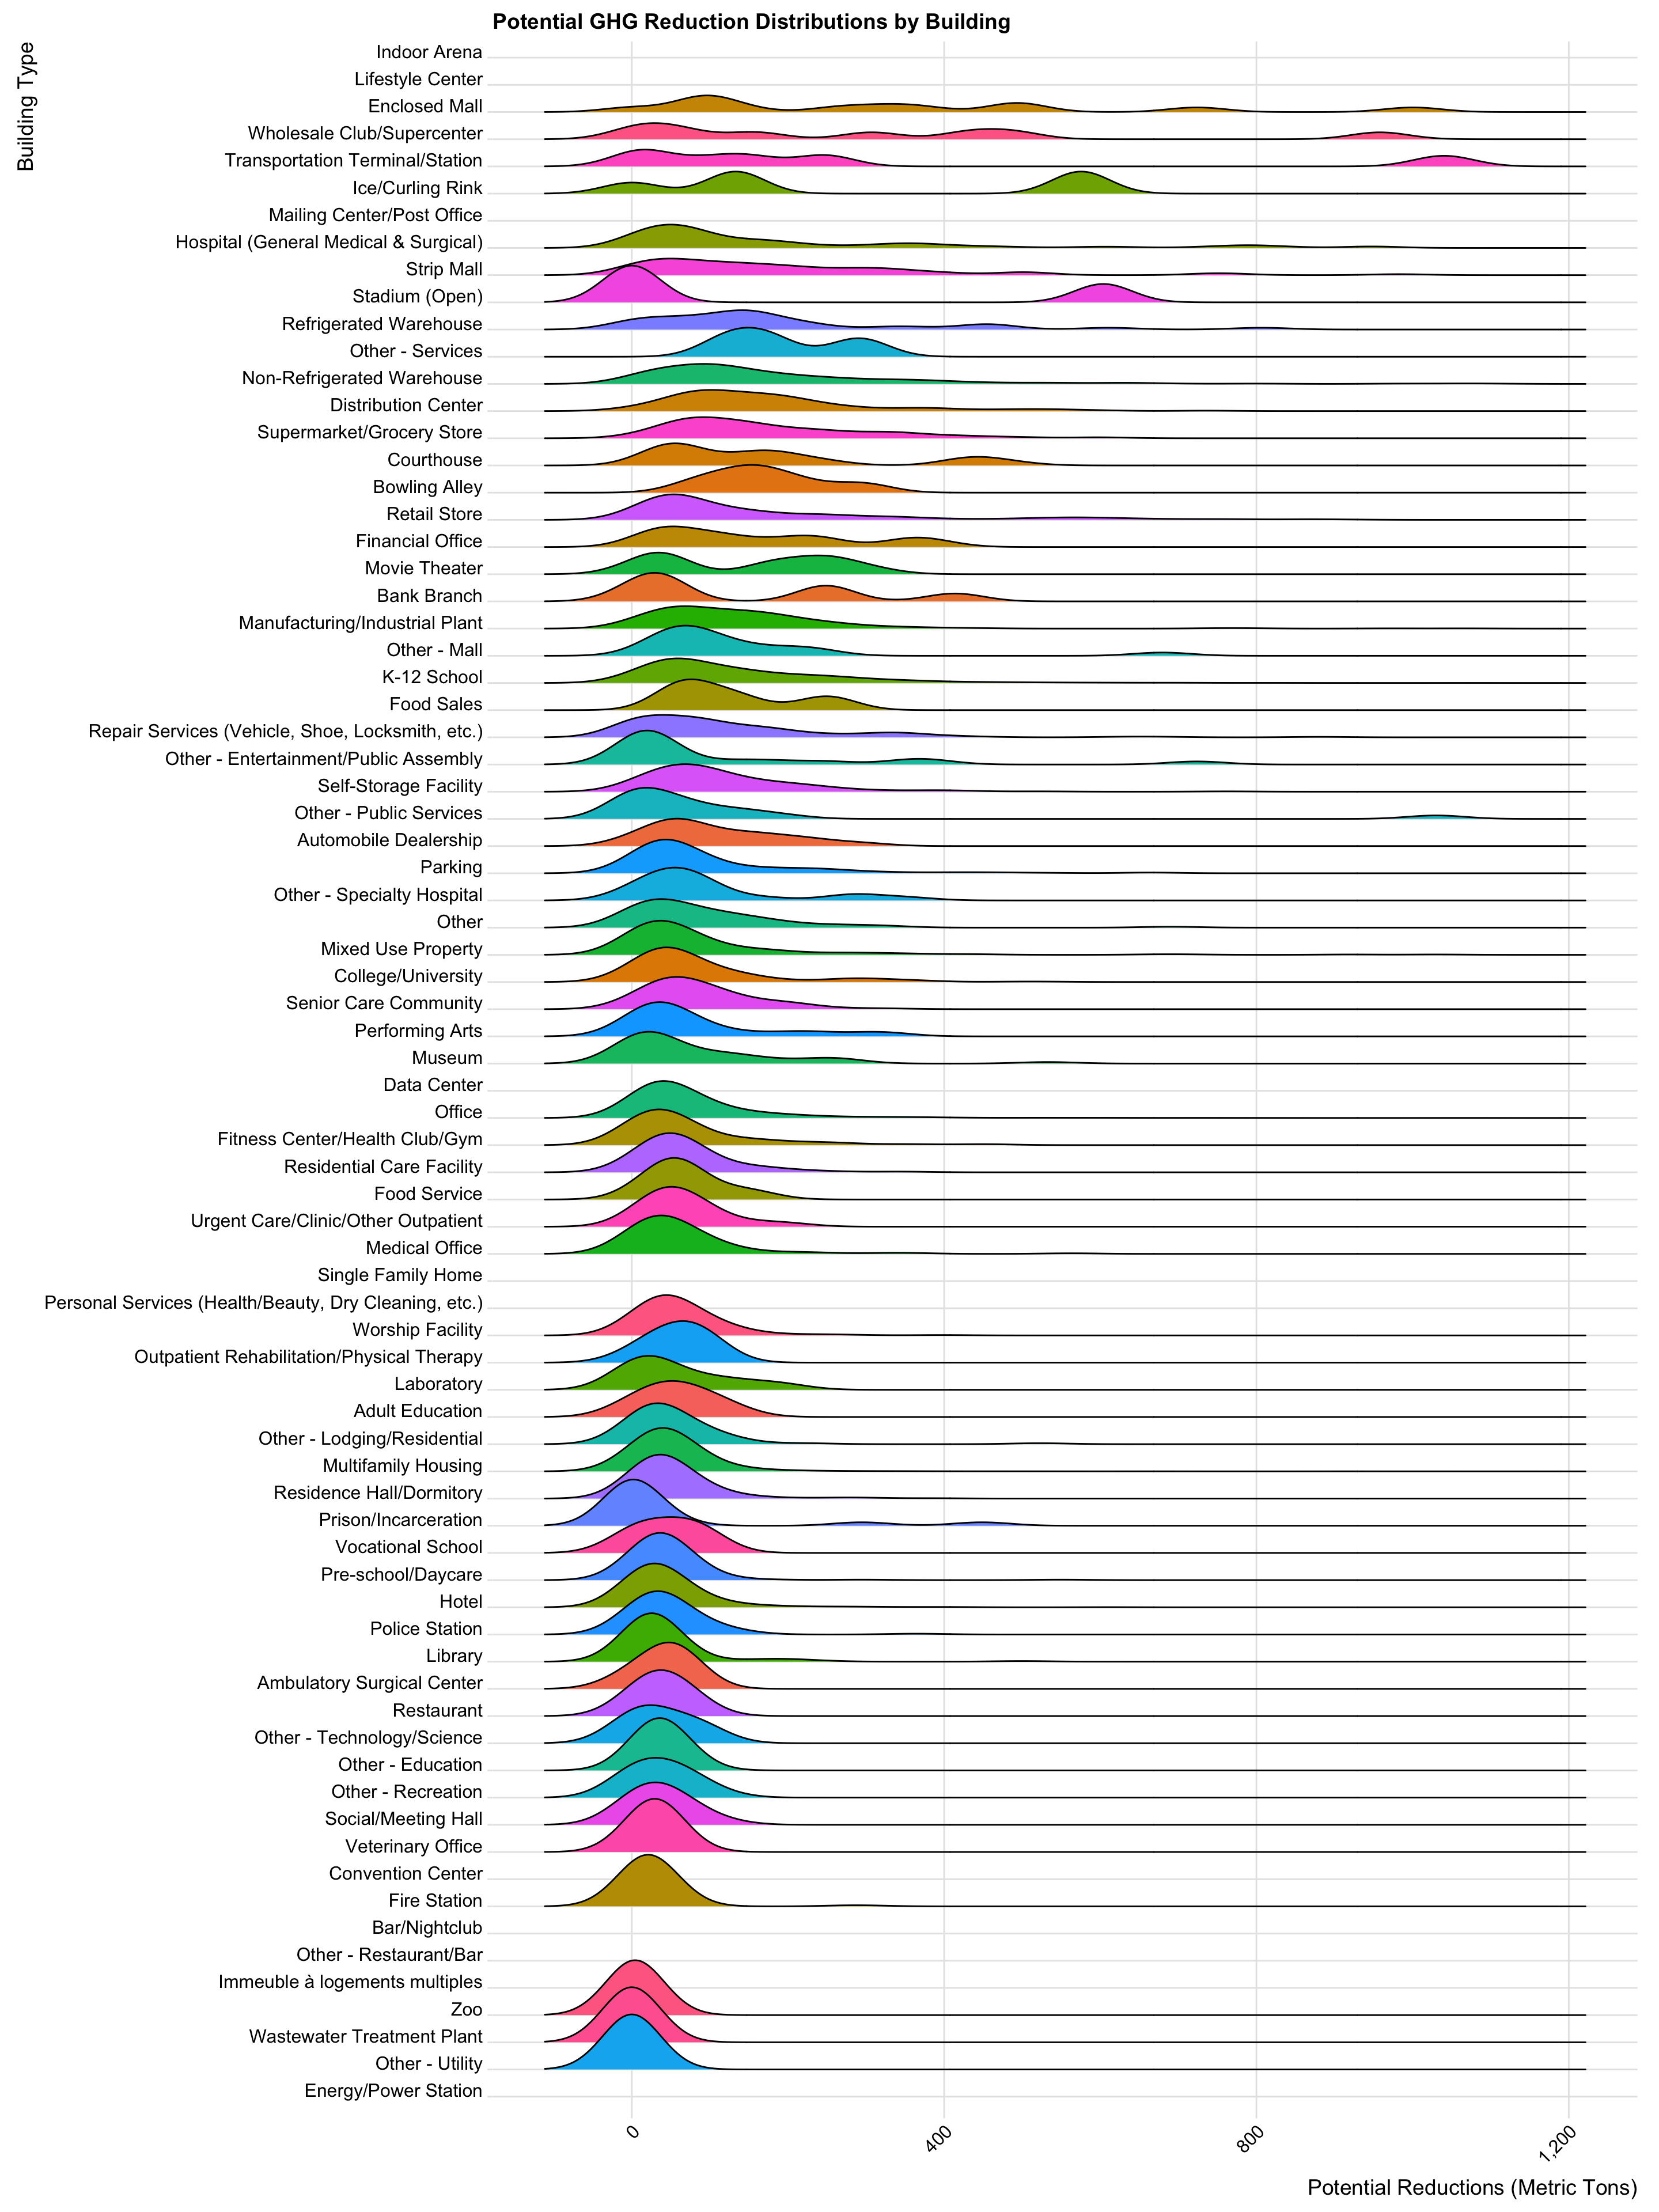 Potential GHG Reduction Distributions by Building
Building Type
Indoor Arena
Lifestyle Center
Enclosed Mall
Wholesale Club/Supercenter
Transportation Terminal/Station
Ice/Curling Rink
Mailing Center/Post Office
Hospital (General Medical & Surgical)
Strip Mall
Stadium (Open)
Refrigerated Warehouse
Other - Services
Non-Refrigerated Warehouse
Distribution Center
Supermarket/Grocery Store
Courthouse
Bowling Alley
Retail Store
Financial Office
Movie Theater
Bank Branch
Manufacturing/Industrial Plant
Other - Mall
K-12 School
Food Sales
Repair Services (Vehicle, Shoe, Locksmith, etc.)
Other - Entertainment/Public Assembly
Self-Storage Facility
Other - Public Services
Automobile Dealership
Parking
Other - Specialty Hospital
Other
Mixed Use Property
College/University
Senior Care Community
Performing Arts
Museum
Data Center
Office
Fitness Center/Health Club/Gym
Residential Care Facility
Food Service
Urgent Care/Clinic/Other Outpatient
Medical Office
Single Family Home
Personal Services (Health/Beauty, Dry Cleaning, etc.)
Worship Facility
Outpatient Rehabilitation/Physical Therapy
Laboratory
Adult Education
Other - Lodging/Residential
Multifamily Housing
Residence Hall/Dormitory
Prison/Incarceration
Vocational School
Pre-school/Daycare
Hotel
Police Station
Library
Ambulatory Surgical Center
Restaurant
Other - Technology/Science
Other - Education
Other - Recreation
Social/Meeting Hall
Veterinary Office
Convention Center
Fire Station
Bar/Nightclub
Other - Restaurant/Bar
Immeuble à logements multiples
Zoo
Wastewater Treatment Plant
Other - Utility
Energy/Power Station
0
400
800
1,200
Potential Reductions (Metric Tons)